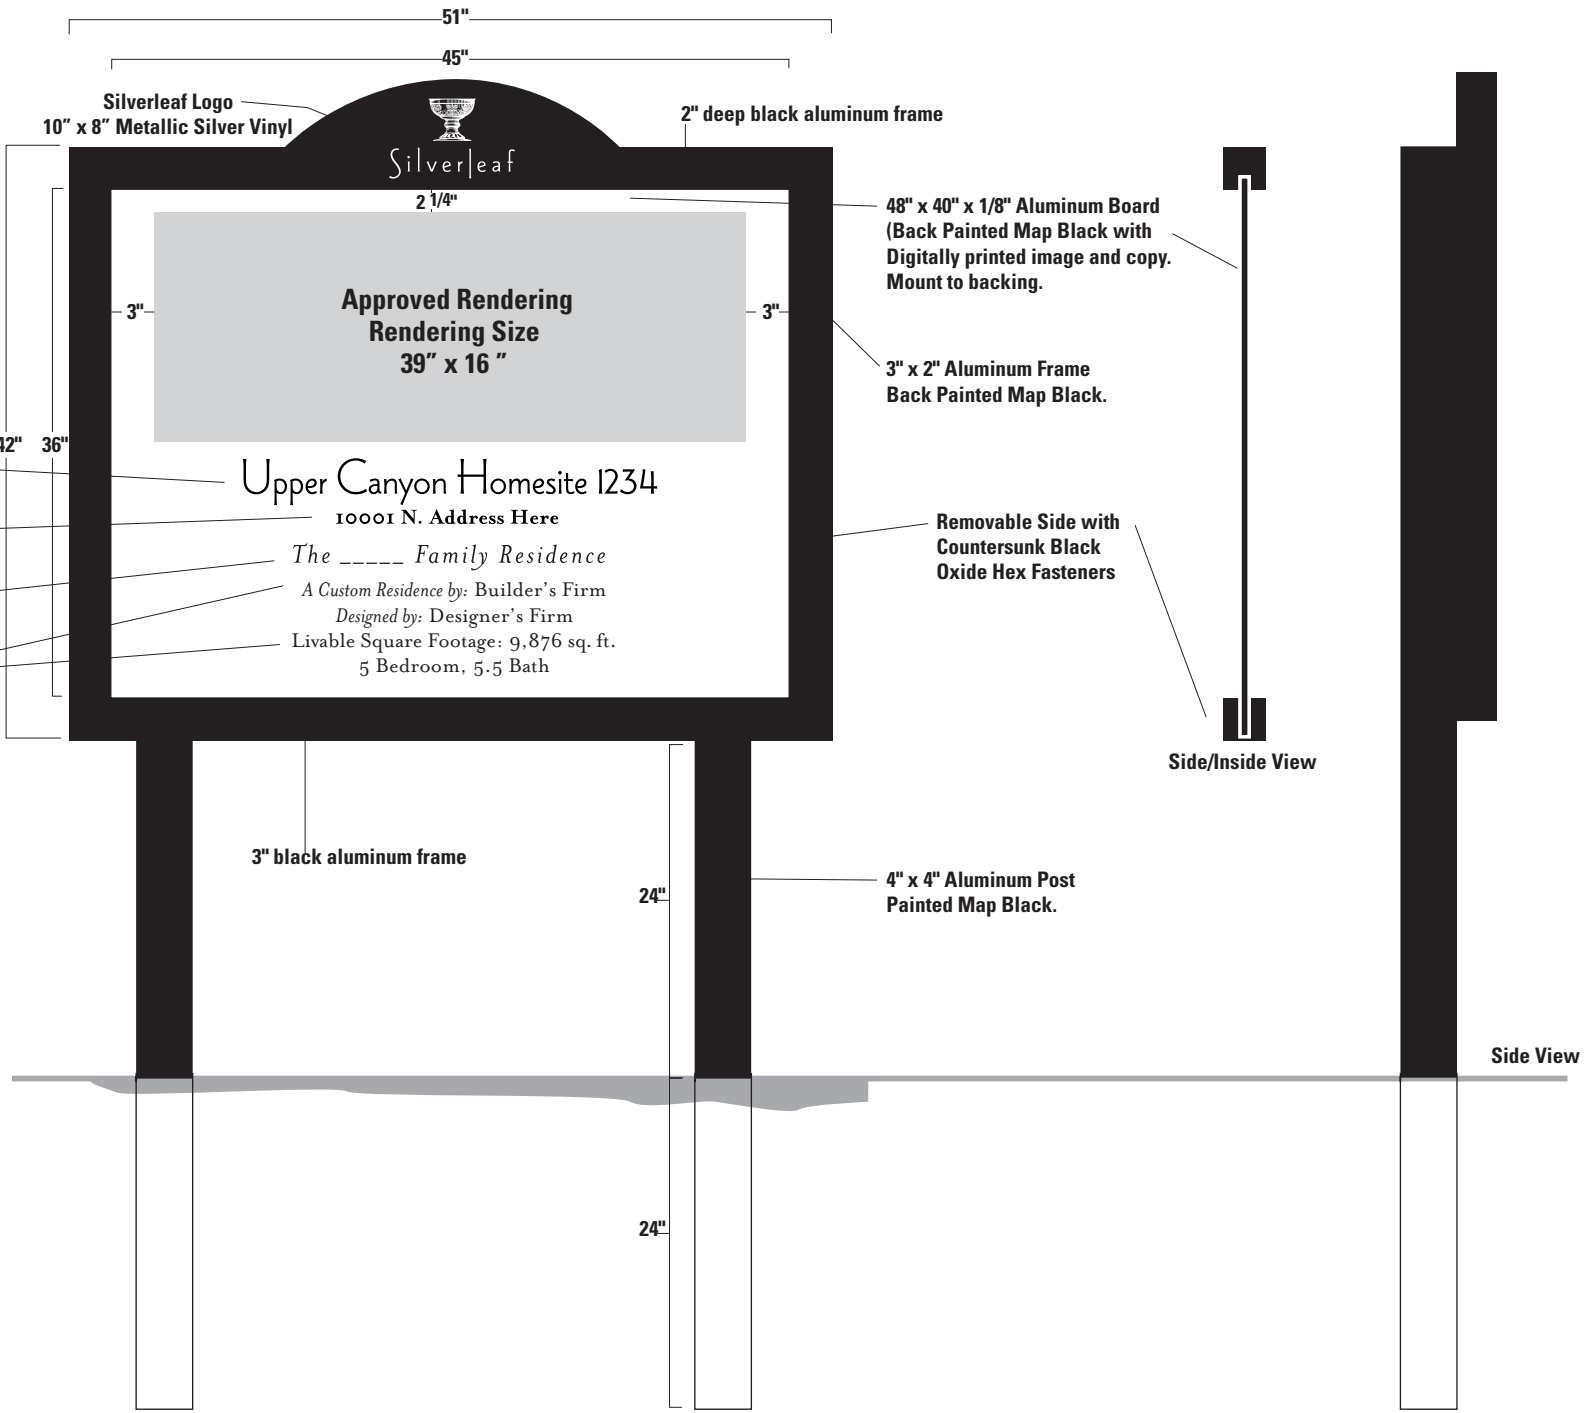 51"
45"
Silverleaf Logo
10” x 8” Metallic Silver Vinyl
2" deep black aluminum frame
Silverleaf
2 1/4"
48" x 40" x 1/8" Aluminum Board
(Back Painted Map Black with
Digitally printed image and copy.
Mount to backing.
Approved Rendering
Rendering Size
39” x 16 ”
3"
3"
3" x 2" Aluminum Frame
Back Painted Map Black.
42"
36"
Upper Canyon Homesite 1234
10001 N. Address Here
The _____ Family Residence
A Custom Residence by: Builder’s Firm
Designed by: Designer’s Firm
Livable Square Footage: 9,876 sq. ft.
5 Bedroom, 5.5 Bath
Removable Side with
Countersunk Black
Oxide Hex Fasteners
Side/Inside View
3" black aluminum frame
24"
4" x 4" Aluminum Post
Painted Map Black.
Side View
24"